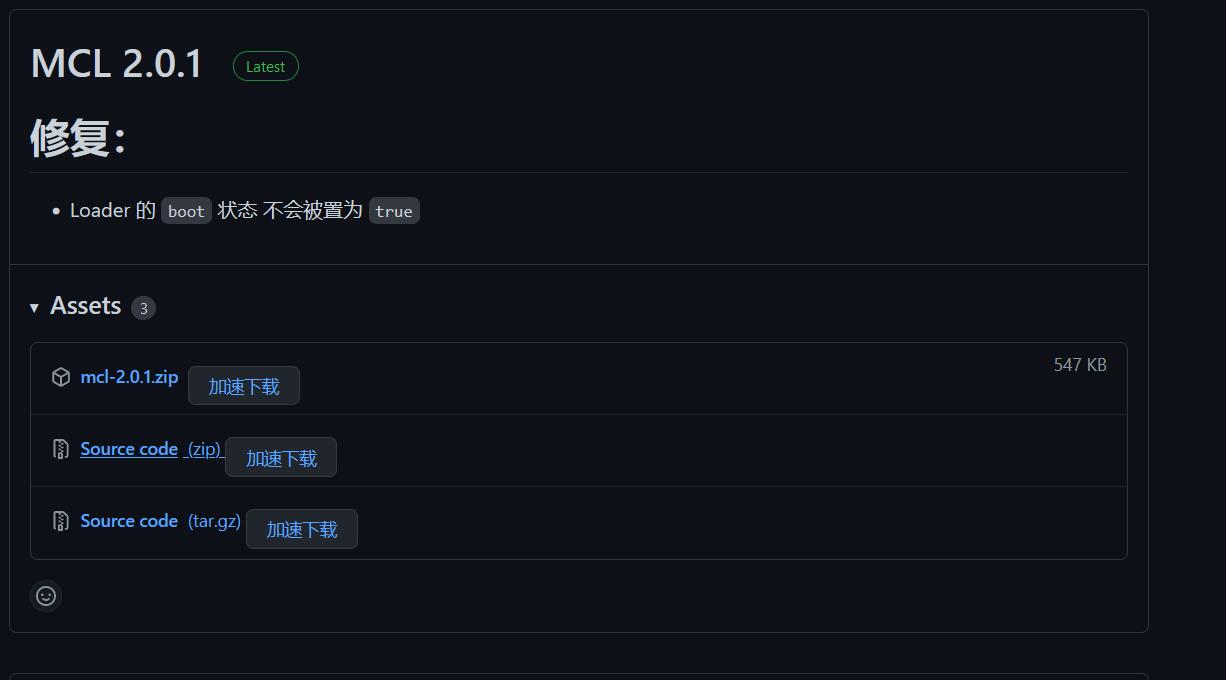 MCL 2.0.1 Latest
修复：
Loader 的 boot 状态 不会被置为 true
Assets 3
mcl-2.0.1.zip 加速下载 547 KB
Source code (zip) 加速下载
Source code (tar.gz) 加速下载